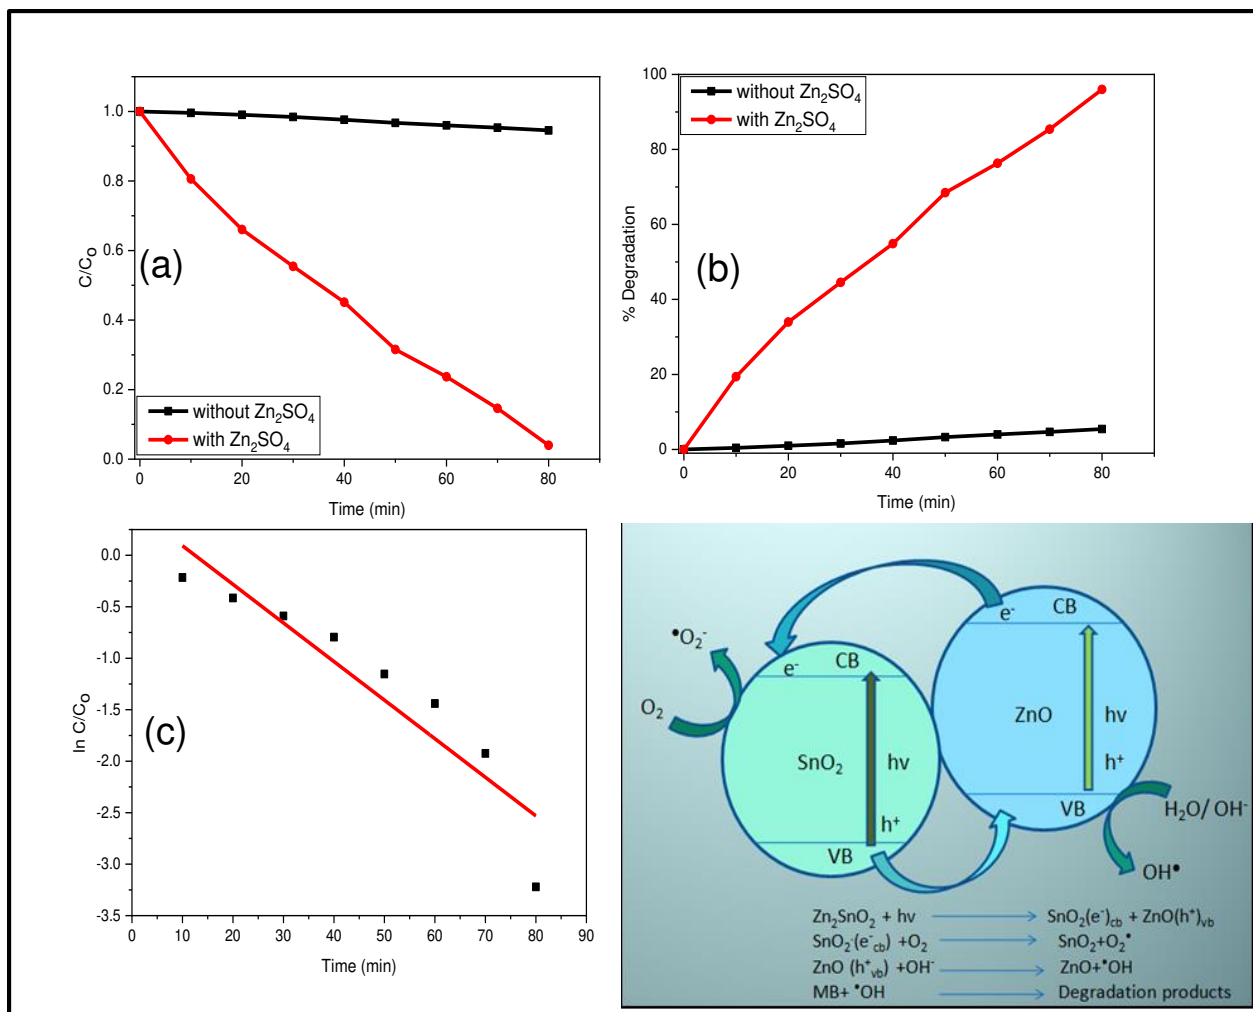 1.0
0.8
0.6
0.4
0.2
0.0
C/C₀
(a)
without Zn₂SO₄
with Zn₂SO₄
0 20 40 60 80
Time (min)
100
80
60
40
20
0
% Degradation
(b)
without Zn₂SO₄
with Zn₂SO₄
0 20 40 60 80
Time (min)
0.0
-0.5
-1.0
-1.5
-2.0
-2.5
-3.0
-3.5
ln C/C₀
(c)
0 10 20 30 40 50 60 70 80 90
Time (min)
e⁻ CB
•O₂⁻
e⁻ CB
O₂
ZnO hv
SnO₂ hv
h⁺
VB
H₂O/ OH⁻
h⁺
VB
OH•
Zn₂SnO₂ + hv SnO₂(e⁻)cb + ZnO(h⁺)vb
SnO₂⁻(e⁻cb) +O₂ SnO₂+O₂•
ZnO (h⁺vb) +OH⁻ ZnO+•OH
MB+ •OH Degradation products